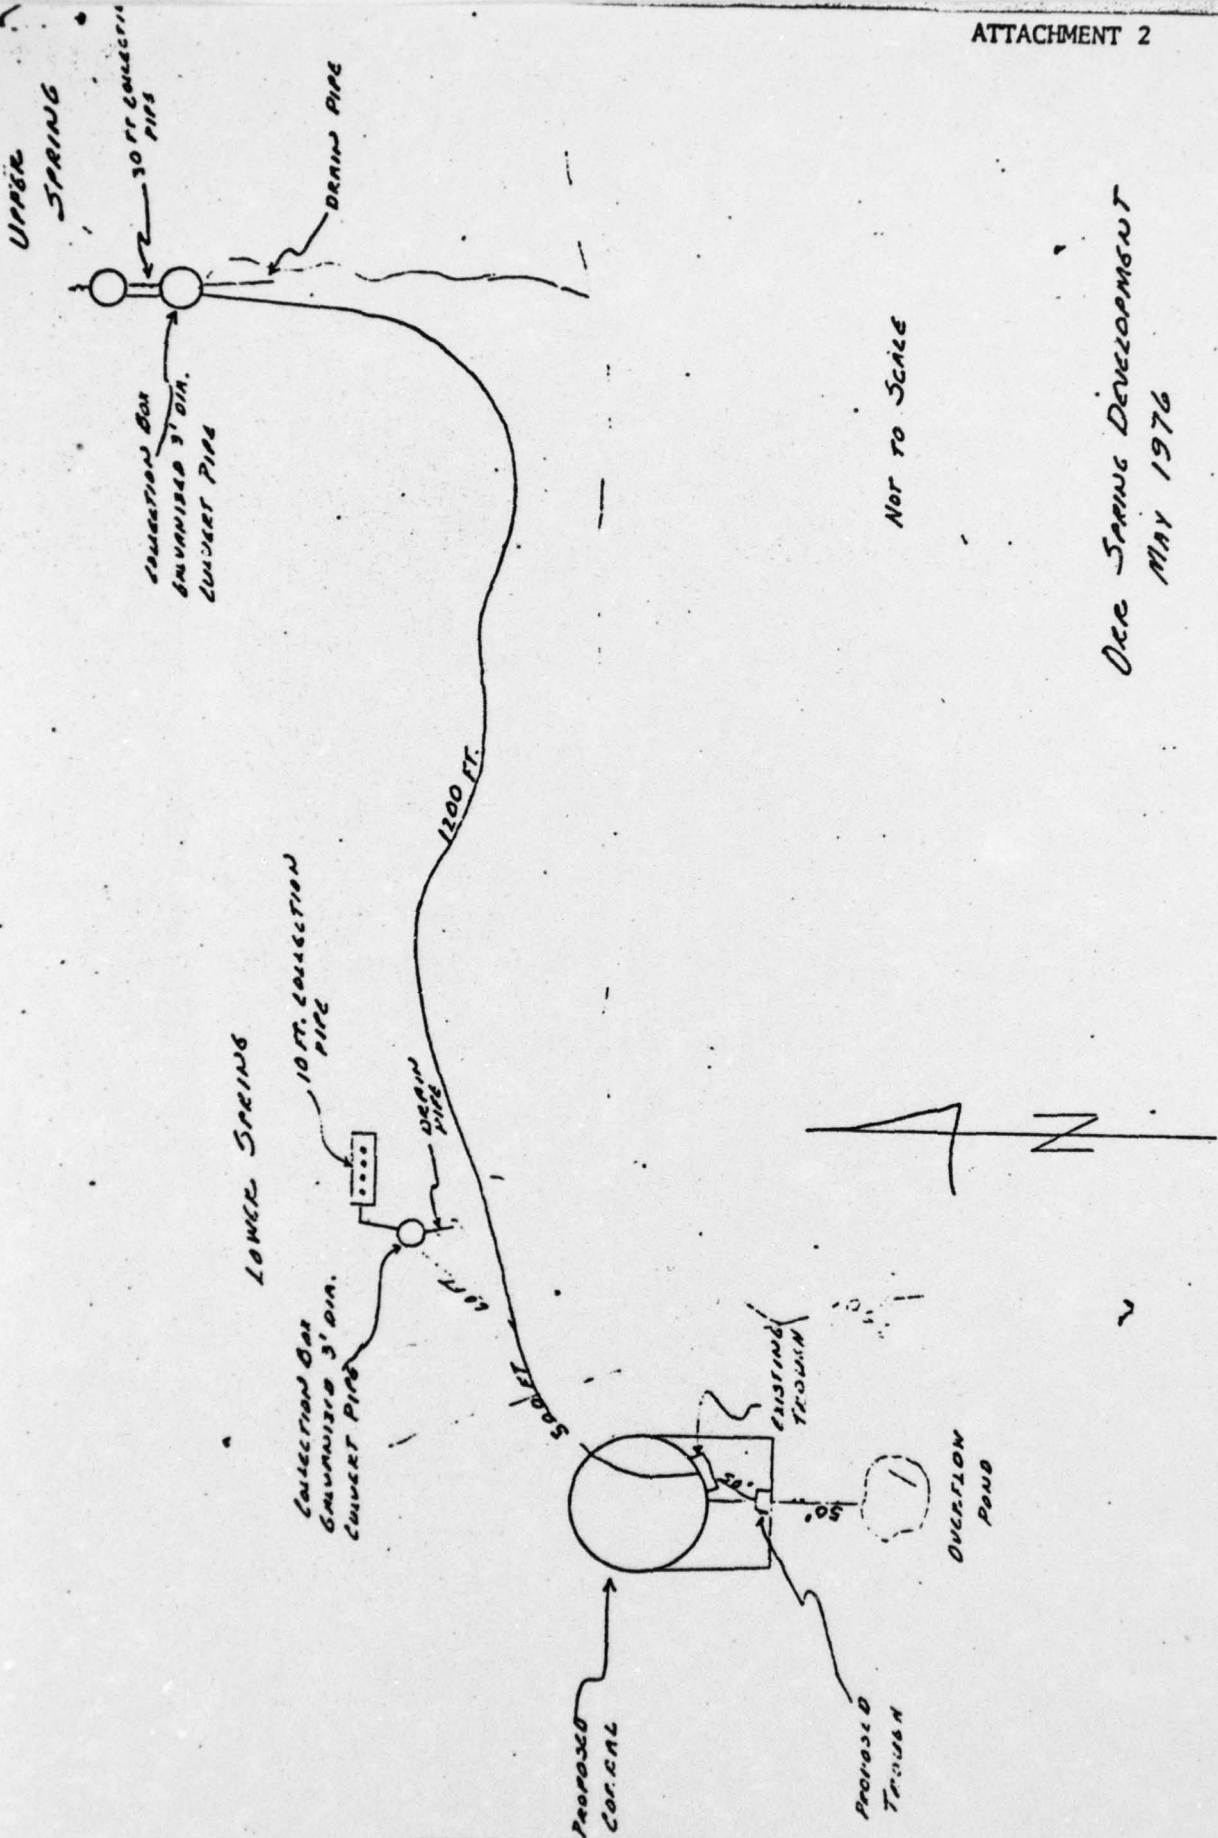 ATTACHMENT 2
UPPER
SPRING
30 FT COLLECTION
PIPE
DRAIN PIPE
COLLECTION BOX
GALVANIZED 3' DIA.
CULVERT PIPE
1200 FT.
LOWER SPRING
10 FT. COLLECTION
PIPE
DRAIN
PIPE
COLLECTION BOX
GALVANIZED 3' DIA.
CULVERT PIPE
500 FT
EXISTING
TROUGH
50'
50'
OVERFLOW
POND
PROPOSED
CORRAL
PROPOSED
TROUGH
N
NOT TO SCALE
ORR SPRING DEVELOPMENT
MAY 1976